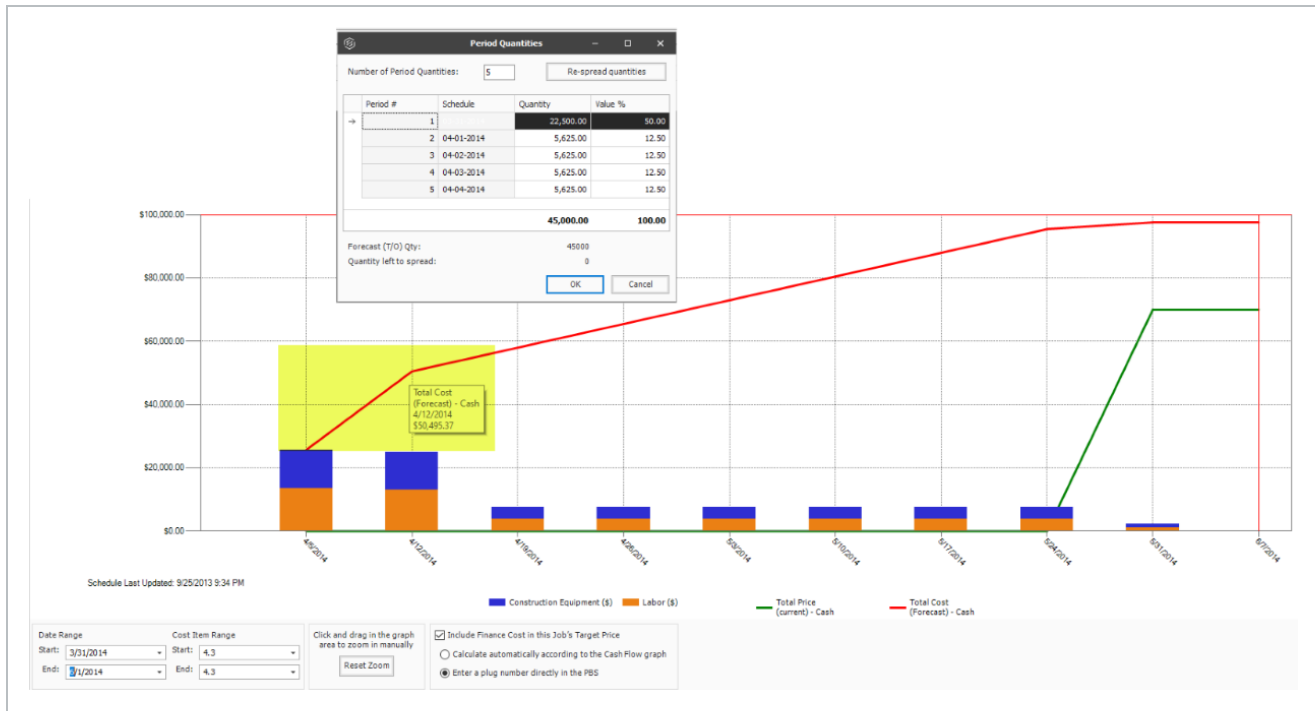 Period Quantities
Number of Period Quantities: 5 Re-spread quantities
Period # Schedule Quantity Value %
1 22,500.00 50.00
2 04-01-2014 5,625.00 12.50
3 04-02-2014 5,625.00 12.50
4 04-03-2014 5,625.00 12.50
5 04-04-2014 5,625.00 12.50
45,000.00 100.00
Forecast (T/O) Qty: 45000
Quantity left to spread: 0
OK Cancel
$100,000.00
$80,000.00
$60,000.00
$40,000.00
$20,000.00
$0.00
Total Cost
(Forecast) - Cash
4/12/2014
$50,495.37
4/5/2014 4/12/2014 4/19/2014 4/26/2014 5/3/2014 5/10/2014 5/17/2014 5/24/2014 5/31/2014 6/7/2014
Schedule Last Updated: 9/25/2013 9:34 PM
Construction Equipment ($) Labor ($) Total Price (current) - Cash Total Cost (Forecast) - Cash
Date Range Cost Item Range
Start: 3/31/2014 Start: 4.3
End: /1/2014 End: 4.3
Click and drag in the graph
area to zoom in manually
Reset Zoom
Include Finance Cost in this Job's Target Price
Calculate automatically according to the Cash Flow graph
Enter a plug number directly in the PBS